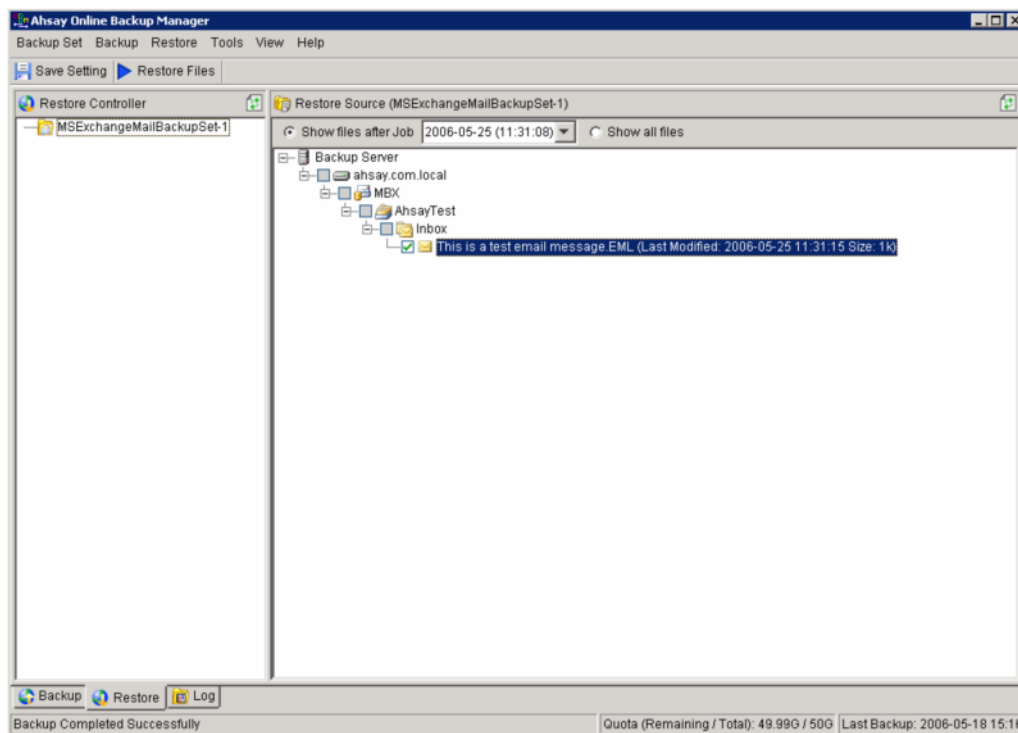 Ahsay Online Backup Manager
Backup Set Backup Restore Tools View Help
Save Setting Restore Files
Restore Controller
Restore Source (MSExchangeMailBackupSet-1)
MSExchangeMailBackupSet-1
Show files after Job 2006-05-25 (11:31:08) Show all files
Backup Server
ahsay.com.local
MBX
AhsayTest
Inbox
This is a test email message.EML (Last Modified: 2006-05-25 11:31:15 Size: 1k)
Backup Restore Log
Backup Completed Successfully
Quota (Remaining / Total): 49.99G / 50G
Last Backup: 2006-05-18 15:16